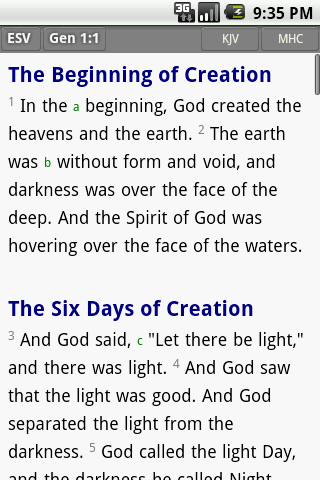 3G 9:35 PM
ESV Gen 1:1 KJV MHC
The Beginning of Creation
1 In the a beginning, God created the
heavens and the earth. 2 The earth
was b without form and void, and
darkness was over the face of the
deep. And the Spirit of God was
hovering over the face of the waters.
The Six Days of Creation
3 And God said, c "Let there be light,"
and there was light. 4 And God saw
that the light was good. And God
separated the light from the
darkness. 5 God called the light Day,
and the darkness he called Night